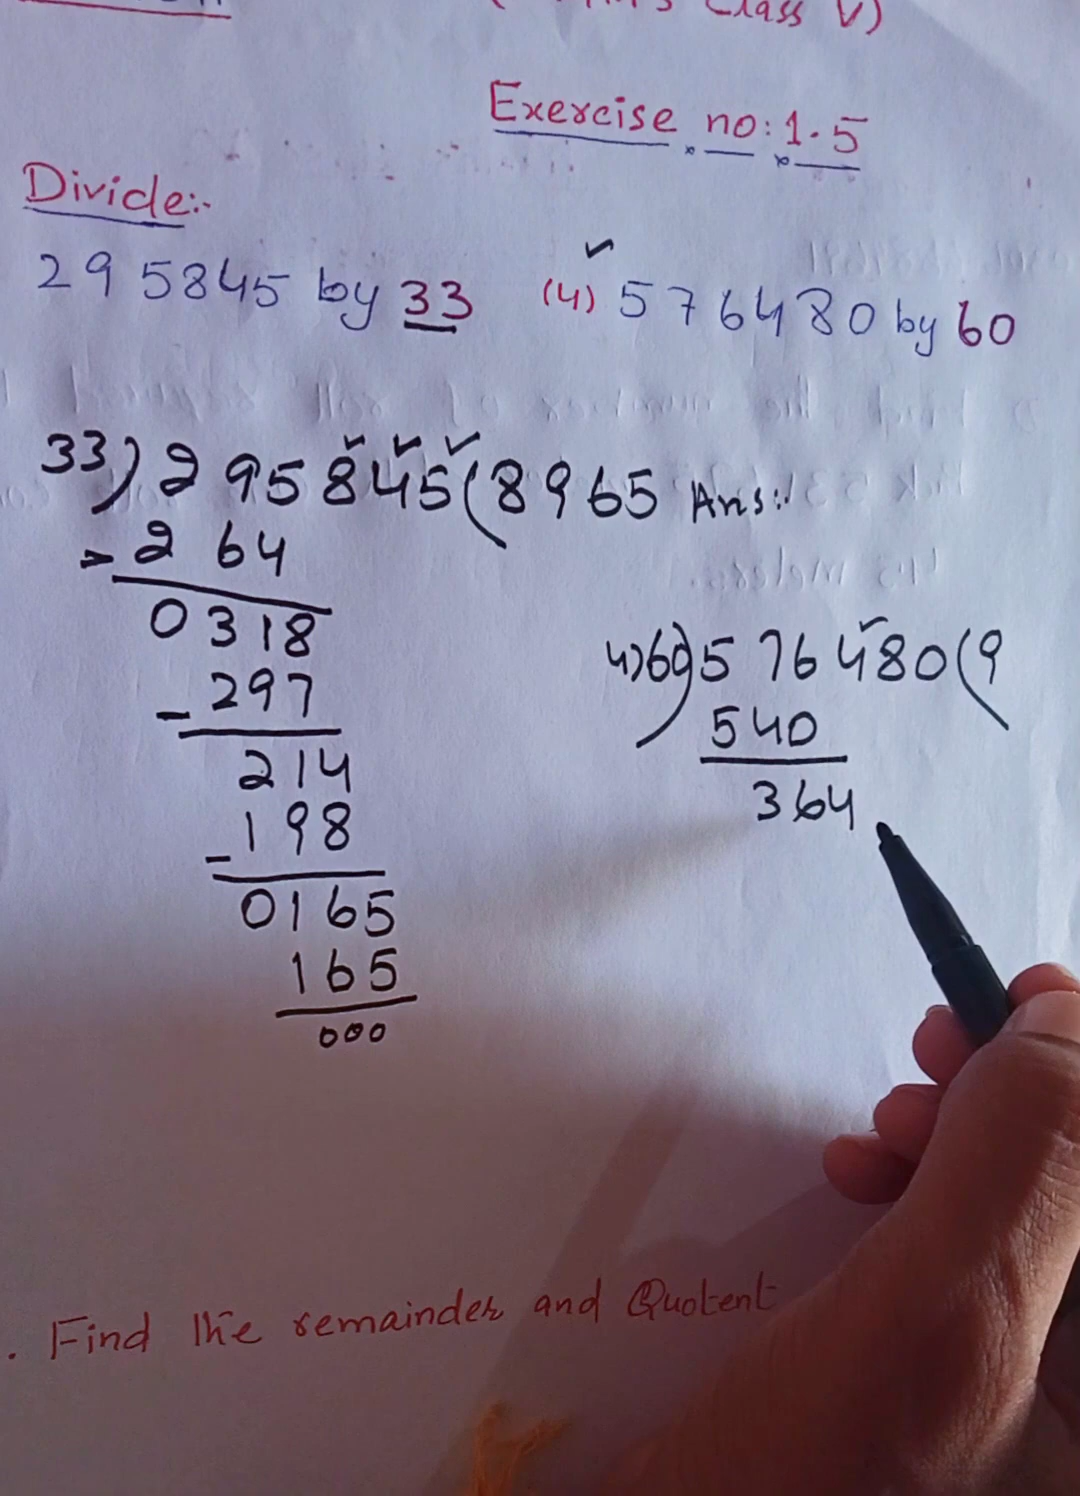 Class V)
Exercise no: 1.5
Divide:-
295845 by 33 (4) 576480 by 60
33)295845(8965 Ans:
- 264
0318
- 297
214
- 198
0165
165
000
4)60)576480(9
540
364
. Find the remainder and Quotent